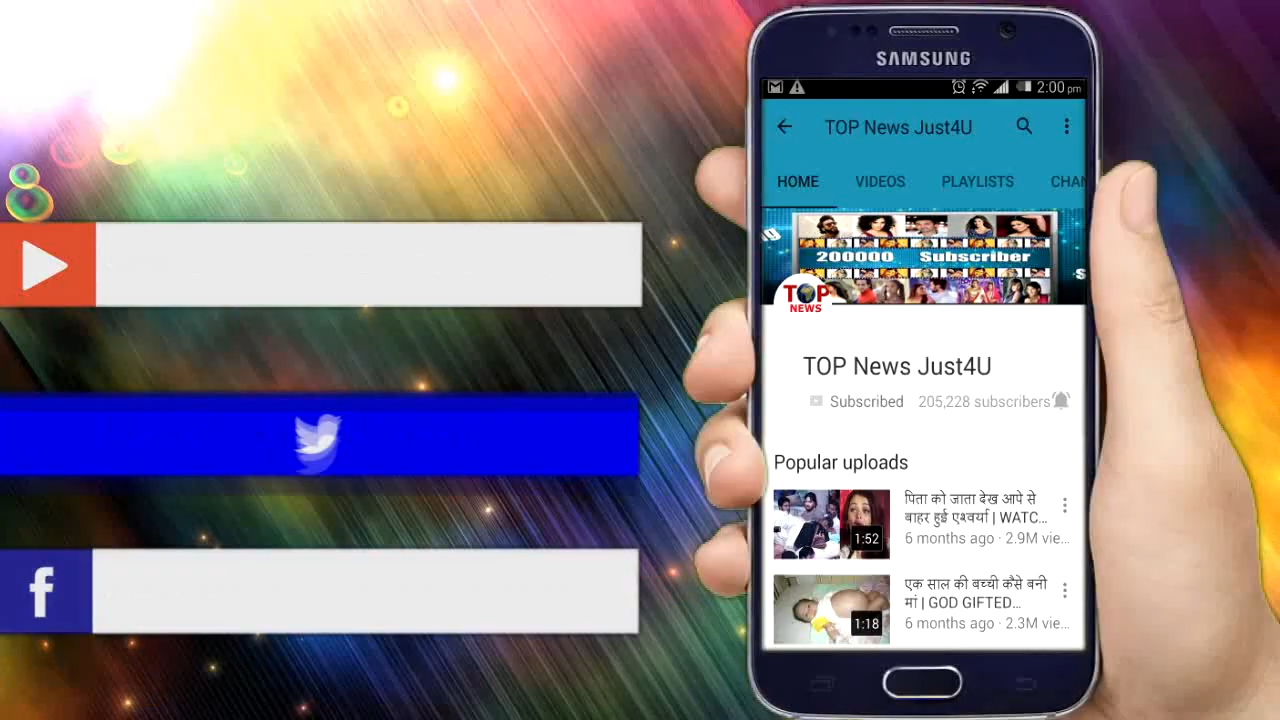 SAMSUNG
2:00 pm
TOP News Just4U
HOME VIDEOS PLAYLISTS CHAN
200000 Subscriber
TOP
NEWS
TOP News Just4U
Subscribed 205,228 subscribers
Popular uploads
पिता को जाता देख आपे से
बाहर हुई एश्वर्या | WATC...
6 months ago · 2.9M vie...
1:52
एक साल की बच्ची कैसे बनी
मां | GOD GIFTED...
6 months ago · 2.3M vie...
1:18